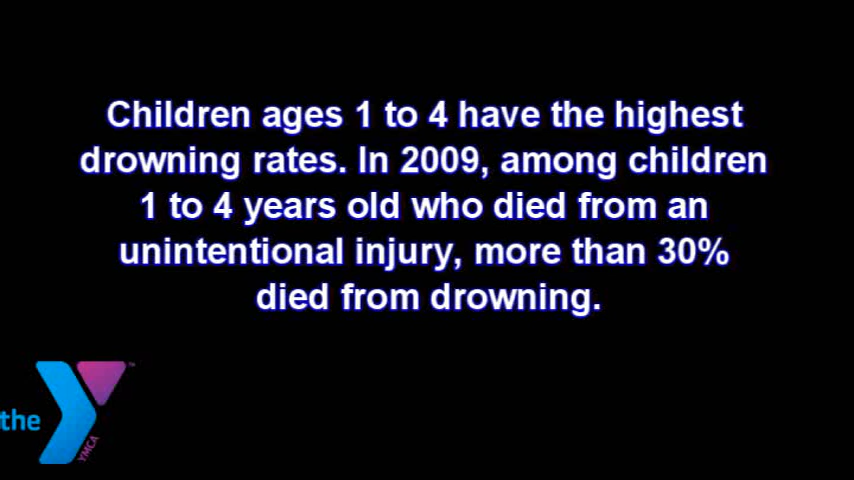 Children ages 1 to 4 have the highest
drowning rates. In 2009, among children
1 to 4 years old who died from an
unintentional injury, more than 30%
died from drowning.
the
YMCA
™